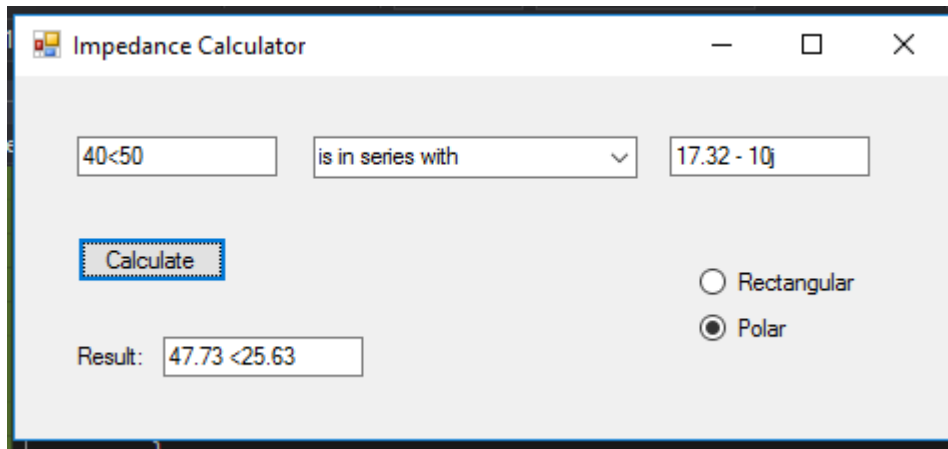 Impedance Calculator
40<50 is in series with 17.32 - 10j
Calculate
Rectangular
Polar
Result: 47.73 <25.63